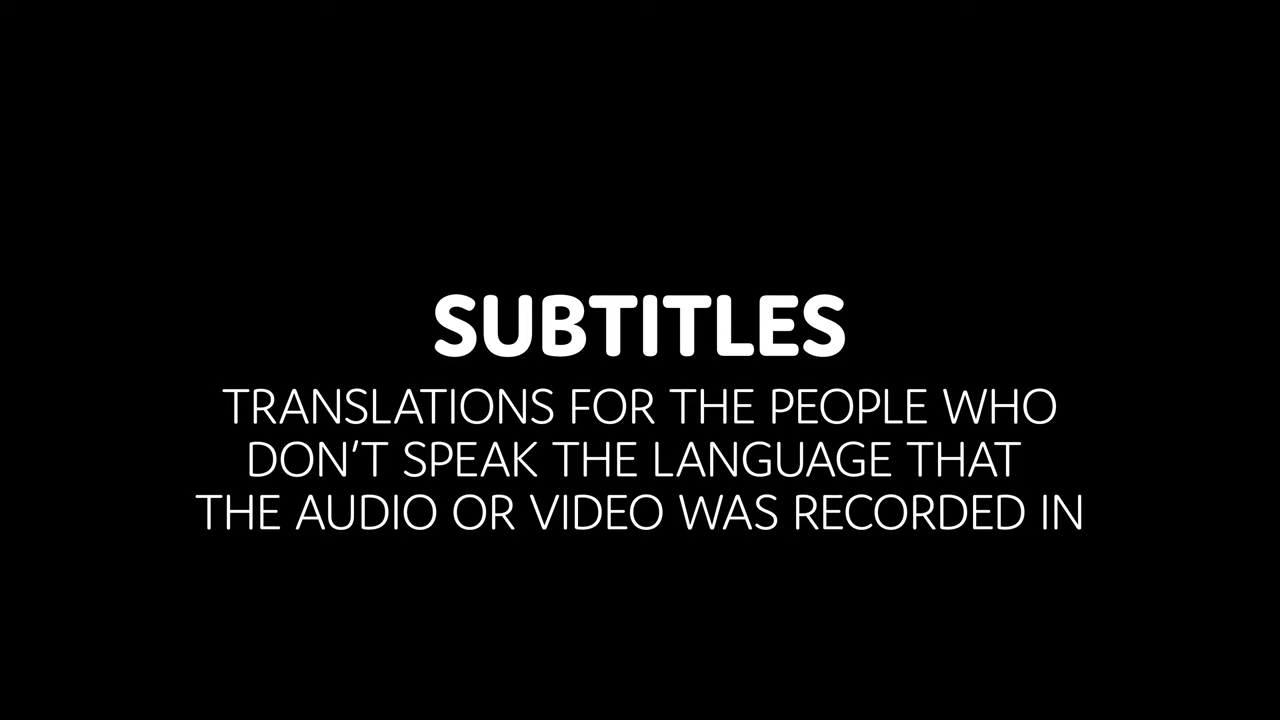 SUBTITLES
TRANSLATIONS FOR THE PEOPLE WHO
DON'T SPEAK THE LANGUAGE THAT
THE AUDIO OR VIDEO WAS RECORDED IN